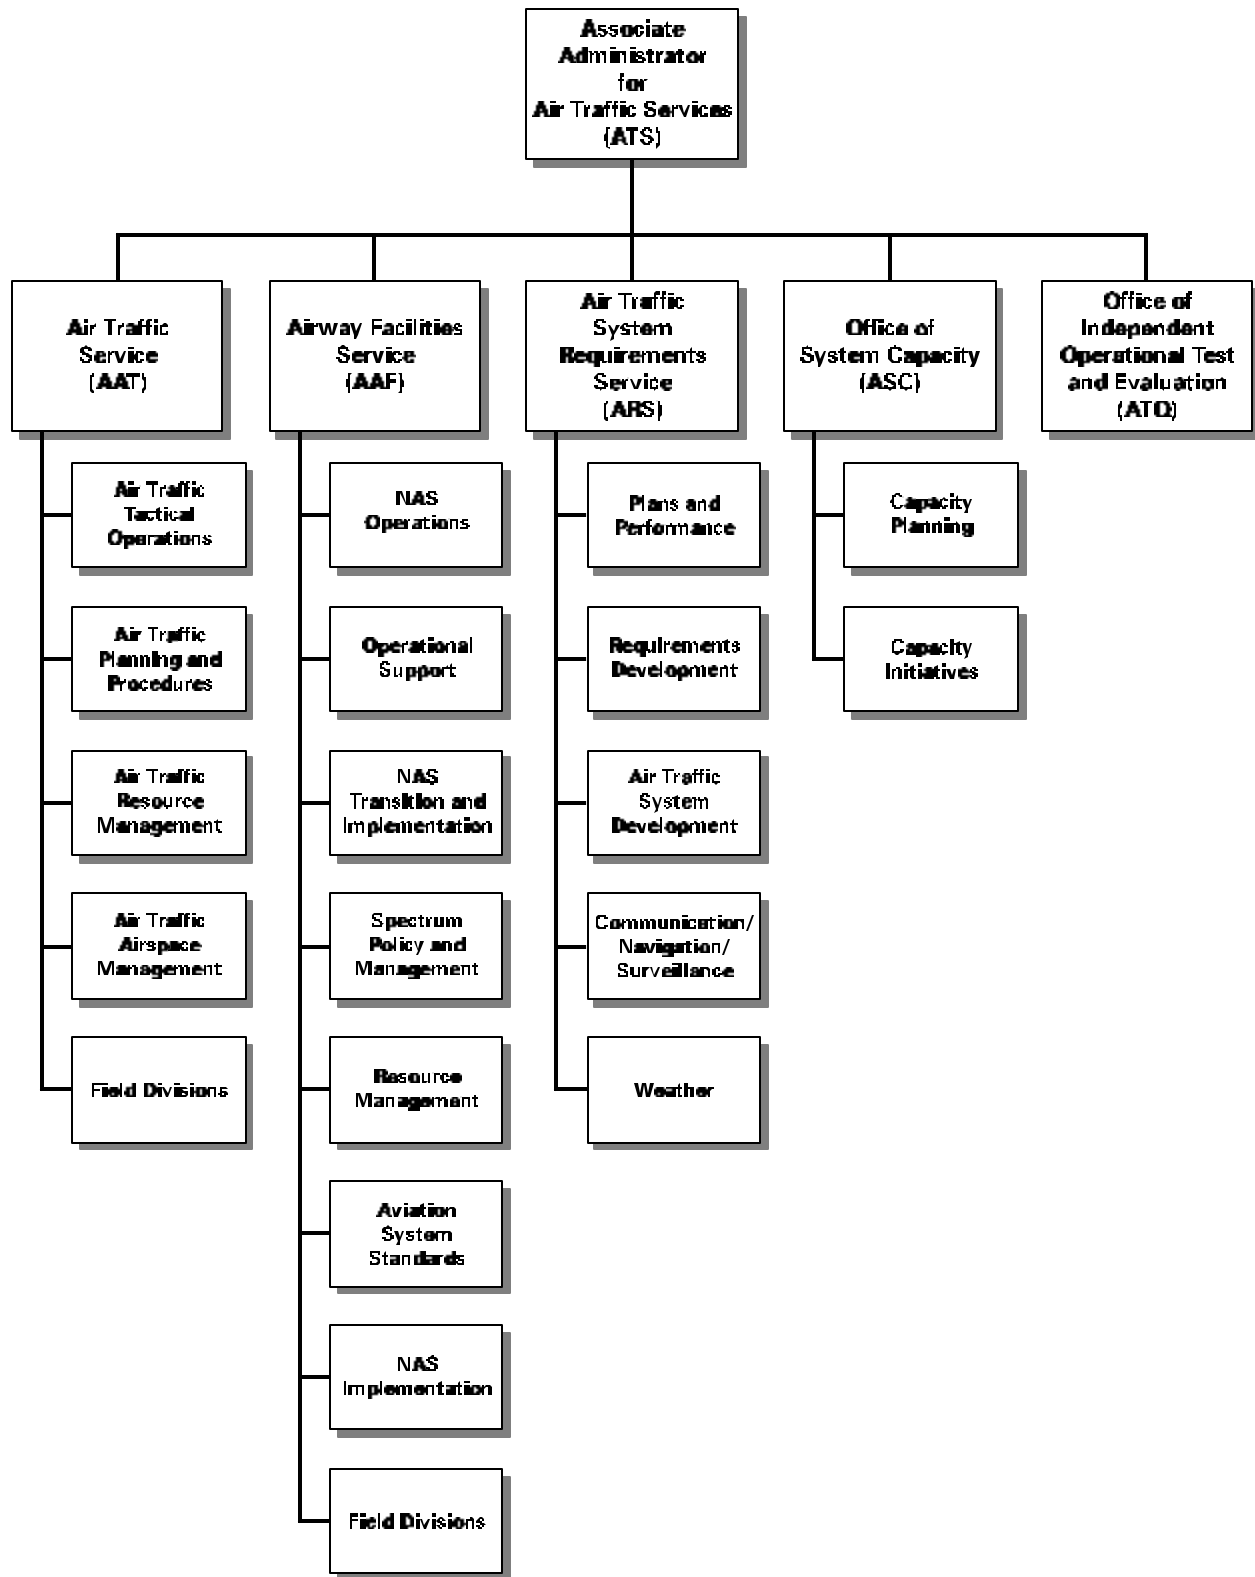 Associate
Administrator
for
Air Traffic Services
(ATS)
Air Traffic
Service
(AAT)
Airway Facilities
Service
(AAF)
Air Traffic
System
Requirements
Service
(ARS)
Office of
System Capacity
(ASC)
Office of
Independent
Operational Test
and Evaluation
(ATQ)
Air Traffic
Tactical
Operations
Air Traffic
Planning and
Procedures
Air Traffic
Resource
Management
Air Traffic
Airspace
Management
Field Divisions
NAS
Operations
Operational
Support
NAS
Transition and
Implementation
Spectrum
Policy and
Management
Resource
Management
Aviation
System
Standards
NAS
Implementation
Field Divisions
Plans and
Performance
Requirements
Development
Air Traffic
System
Development
Communication/
Navigation/
Surveillance
Weather
Capacity
Planning
Capacity
Initiatives